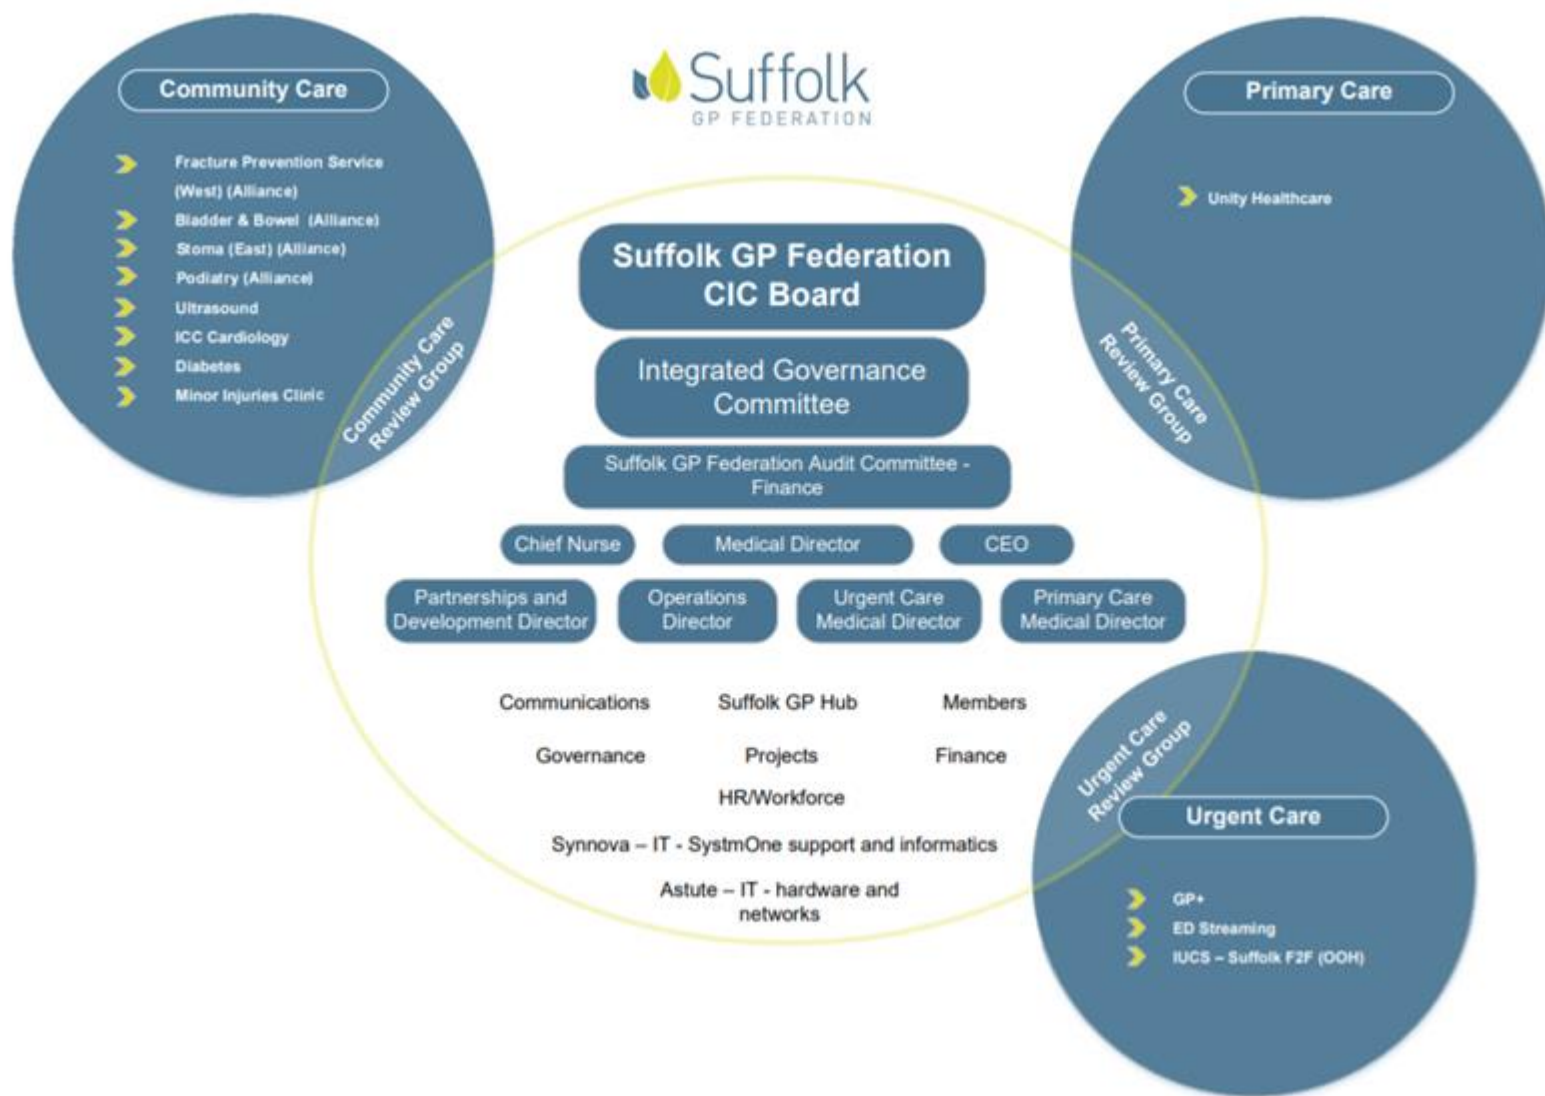 Suffolk
GP FEDERATION
Community Care
Fracture Prevention Service
(West) (Alliance)
Bladder & Bowel (Alliance)
Stoma (East) (Alliance)
Podiatry (Alliance)
Ultrasound
ICC Cardiology
Diabetes
Minor Injuries Clinic
Community Care
Review Group
Primary Care
Unity Healthcare
Primary Care
Review Group
Suffolk GP Federation
CIC Board
Integrated Governance
Committee
Suffolk GP Federation Audit Committee -
Finance
Chief Nurse
Medical Director
CEO
Partnerships and
Development Director
Operations
Director
Urgent Care
Medical Director
Primary Care
Medical Director
Communications
Suffolk GP Hub
Members
Governance
Projects
Finance
HR/Workforce
Synnova – IT - SystmOne support and informatics
Astute – IT - hardware and
networks
Urgent Care
Review Group
Urgent Care
GP+
ED Streaming
IUCS – Suffolk F2F (OOH)